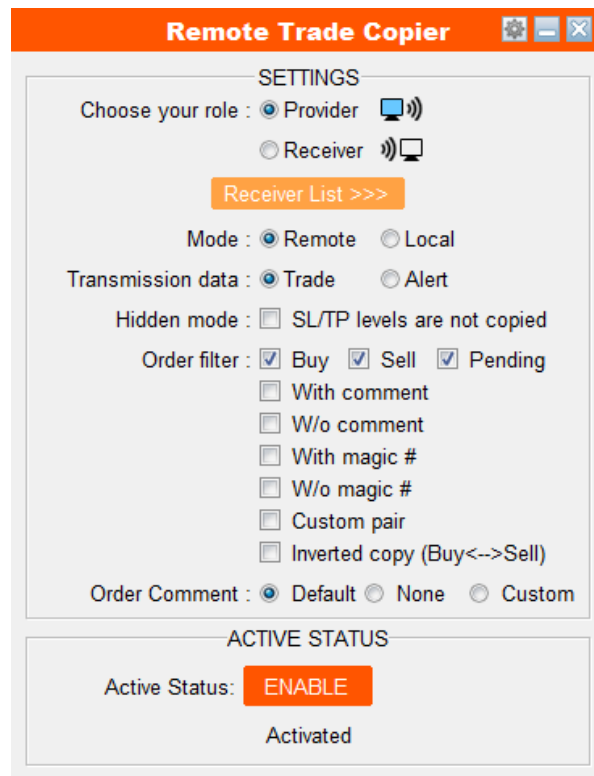 Remote Trade Copier
SETTINGS
Choose your role : Provider
Receiver
Receiver List >>>
Mode : Remote Local
Transmission data : Trade Alert
Hidden mode : SL/TP levels are not copied
Order filter : Buy Sell Pending
With comment
W/o comment
With magic #
W/o magic #
Custom pair
Inverted copy (Buy<-->Sell)
Order Comment : Default None Custom
ACTIVE STATUS
Active Status: ENABLE
Activated